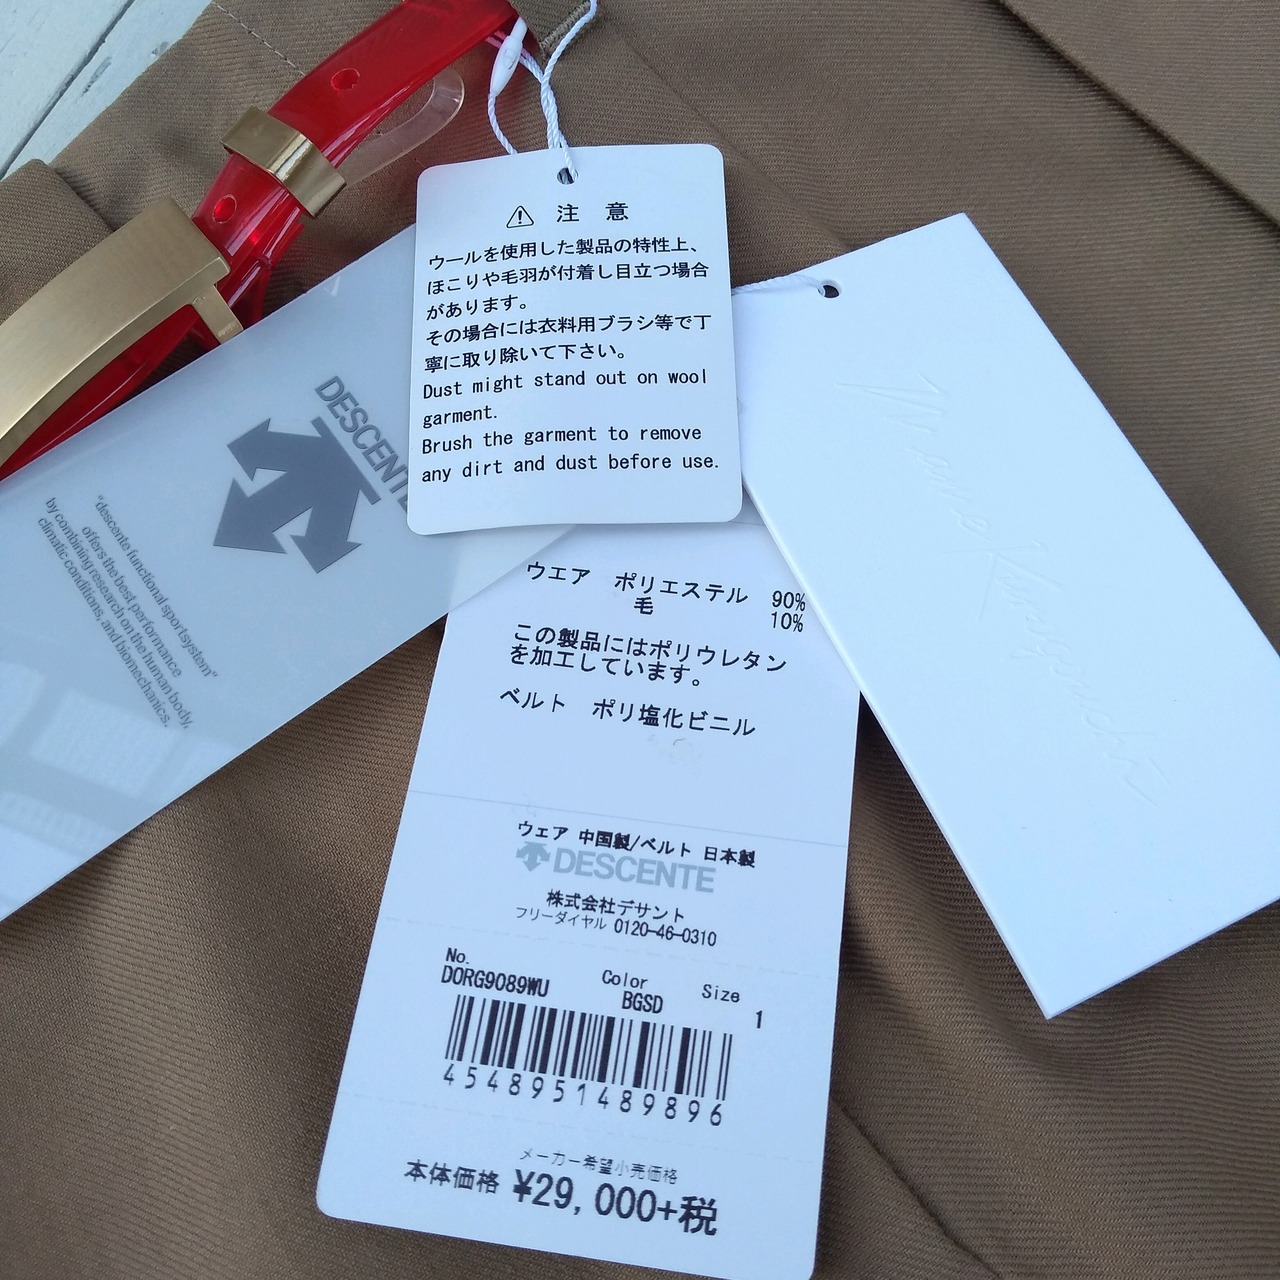 ⚠ 注 意
ウールを使用した製品の特性上、
ほこりや毛羽が付着し目立つ場合
があります。
その場合には衣料用ブラシ等で丁
寧に取り除いて下さい。
Dust might stand out on wool
garment.
Brush the garment to remove
any dirt and dust before use.
DESCENTE
"descente functional sportsystem"
offers the best performance
by combining research on the human body,
climatic conditions, and biomechanics.
Mame Kurogouchi
ウエア ポリエステル 90%
毛 10%
この製品にはポリウレタン
を加工しています。
ベルト ポリ塩化ビニル
ウェア 中国製/ベルト 日本製
DESCENTE
株式会社デサント
フリーダイヤル 0120-46-0310
No. Color Size
DORG9089WU BGSD 1
4548951489896
メーカー希望小売価格
本体価格 ¥29,000+税